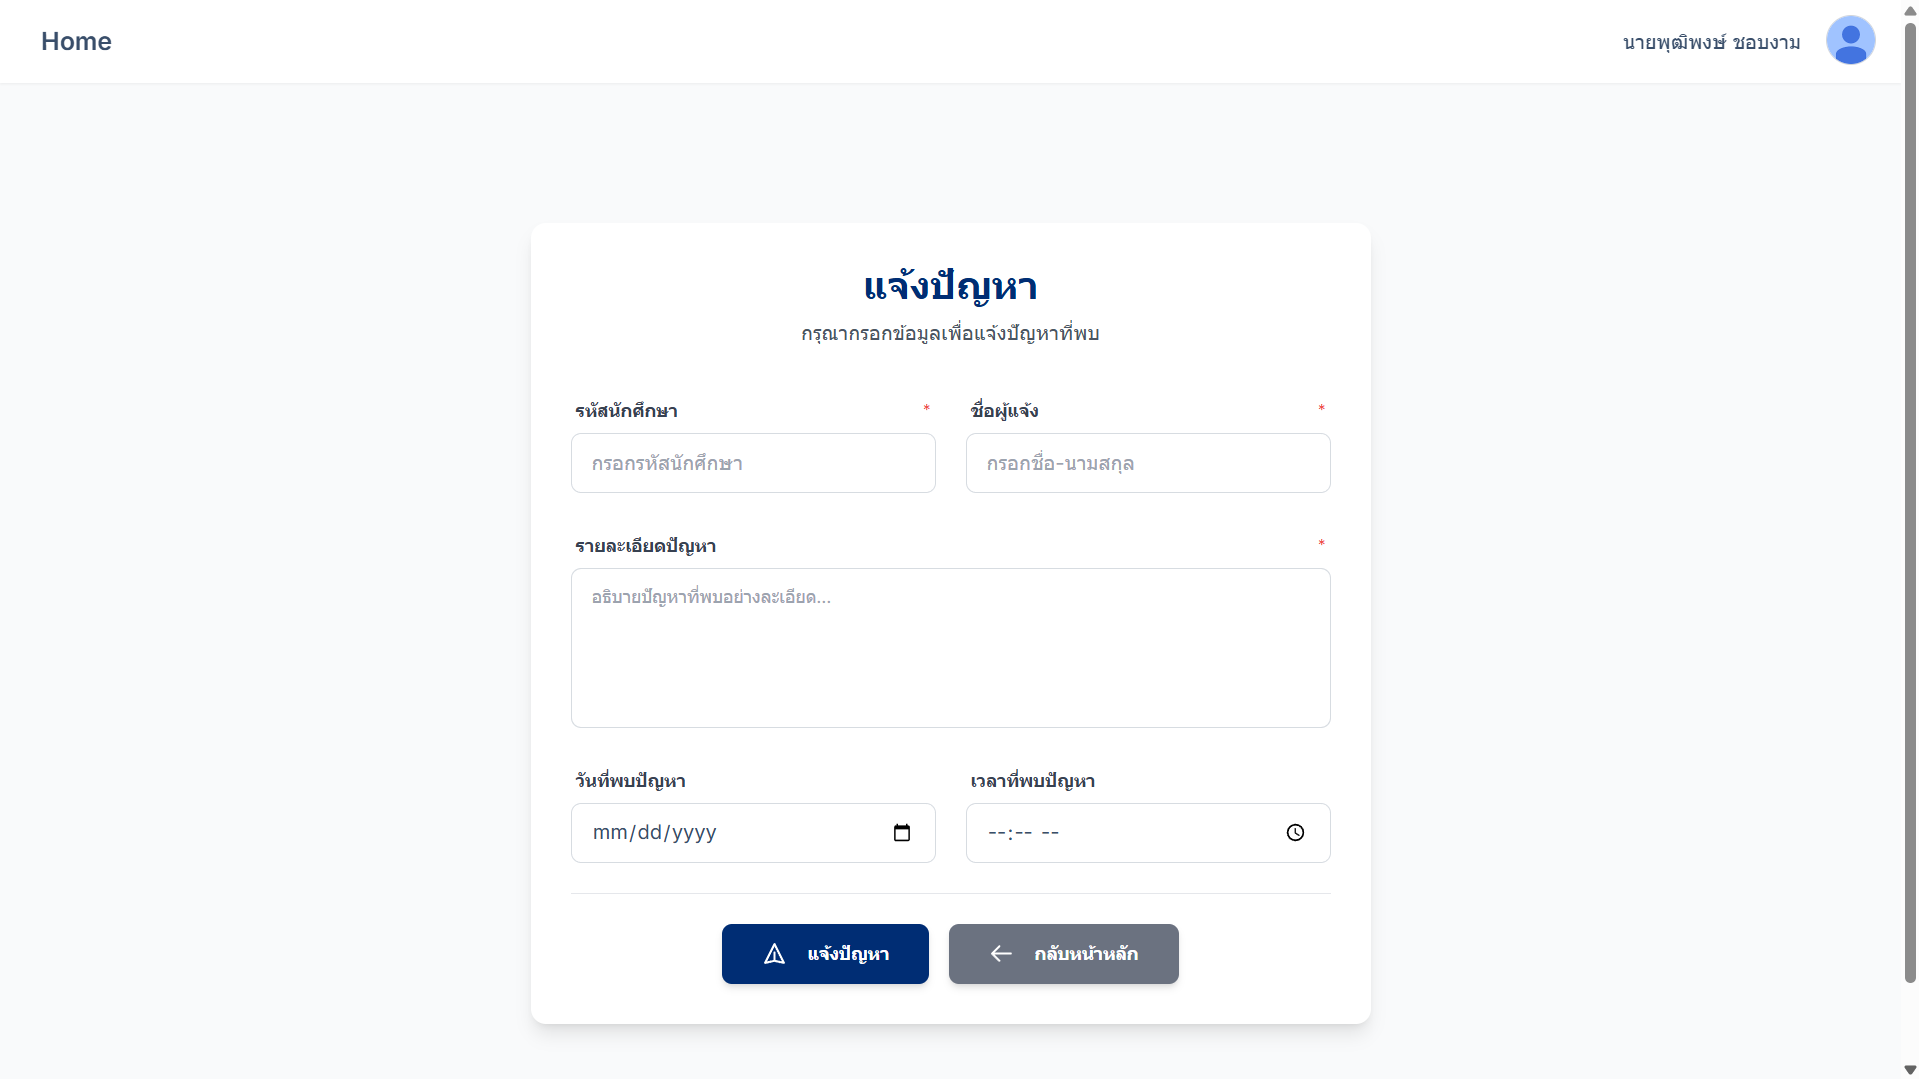 Home
นายพุฒิพงษ์ ชอบงาม
แจ้งปัญหา
กรุณากรอกข้อมูลเพื่อแจ้งปัญหาที่พบ
รหัสนักศึกษา *
ชื่อผู้แจ้ง *
กรอกรหัสนักศึกษา
กรอกชื่อ-นามสกุล
รายละเอียดปัญหา *
อธิบายปัญหาที่พบอย่างละเอียด...
วันที่พบปัญหา
เวลาที่พบปัญหา
mm/dd/yyyy
--:-- --
แจ้งปัญหา
กลับหน้าหลัก